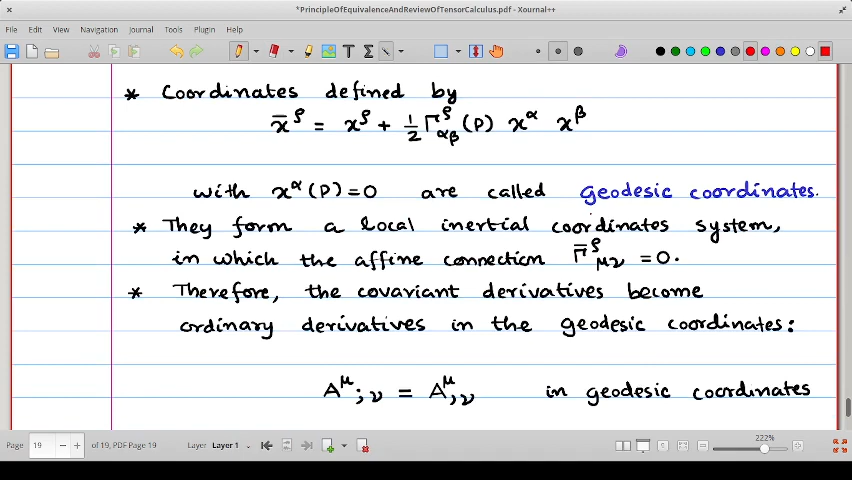 *PrincipleOfEquivalenceAndReviewOfTensorCalculus.pdf - Xournal++
File Edit View Navigation Journal Tools Plugin Help
* Coordinates defined by
x̄^ρ = x^ρ + 1/2 Γ^ρ_αβ (P) x^α x^β
with x^α(P)=0 are called geodesic coordinates.
* They form a local inertial coordinates system,
in which the affine connection Γ̄^ρ_μν = 0.
* Therefore, the covariant derivatives become
ordinary derivatives in the geodesic coordinates:
A^μ_;ν = A^μ_,ν in geodesic coordinates
Page 19 of 19, PDF Page 19 Layer Layer 1 222%